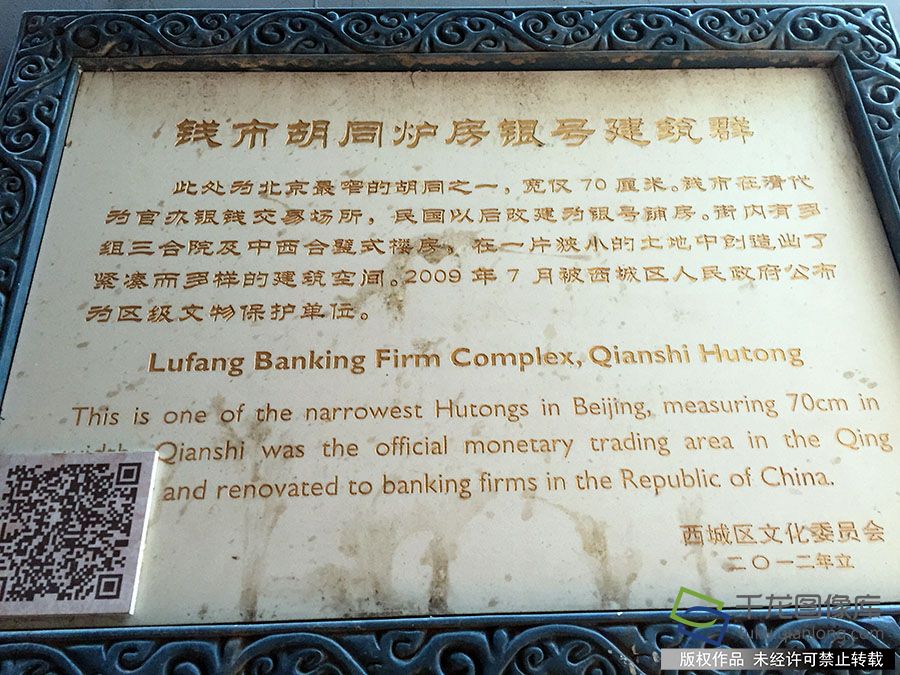 钱市胡同炉房银号建筑群
此处为北京最窄的胡同之一，宽仅70厘米。钱市在清代
为官办银钱交易场所，民国以后改建为银号铺房。街内有多
组三合院及中西合璧式楼房，在一片狭小的土地中创造出了
紧凑而多样的建筑空间。2009年7月被西城区人民政府公布
为区级文物保护单位。
Lufang Banking Firm Complex, Qianshi Hutong
This is one of the narrowest Hutongs in Beijing, measuring 70cm in
Qianshi was the official monetary trading area in the Qing
and renovated to banking firms in the Republic of China.
西城区文化委员会
二〇一二年立
千龙图像库
版权作品 未经许可禁止转载